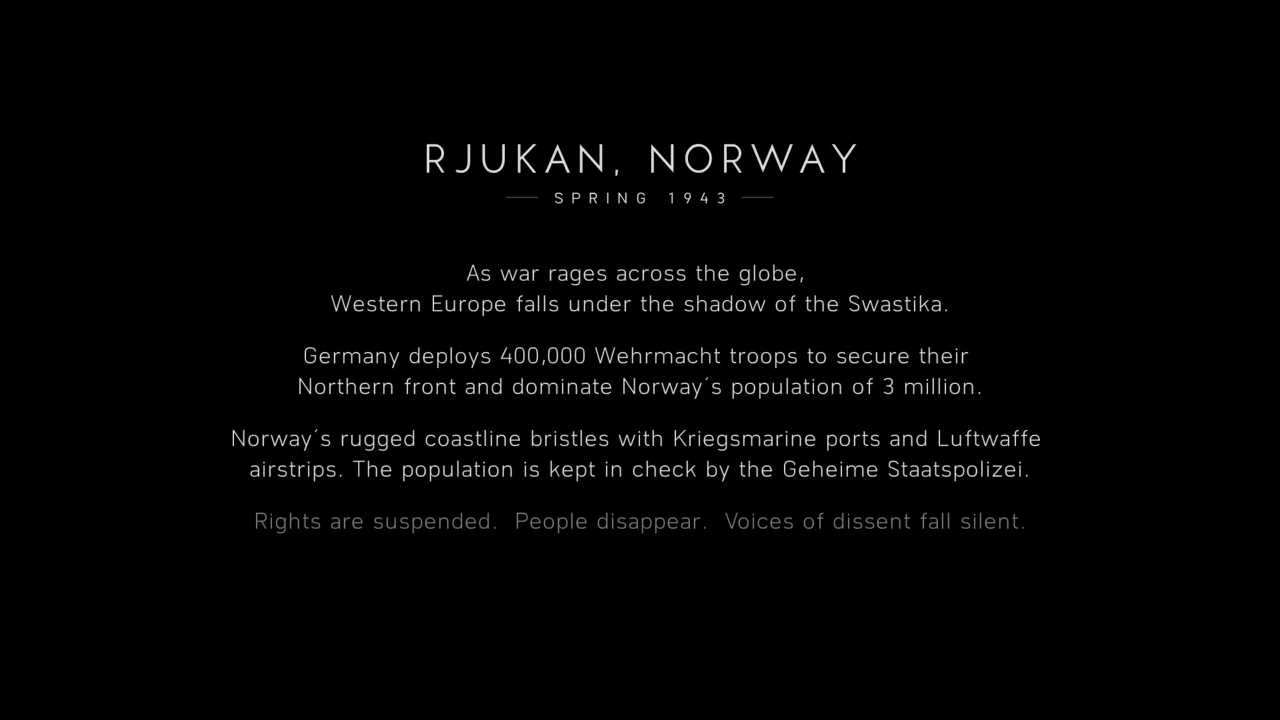 RJUKAN, NORWAY
SPRING 1943
As war rages across the globe,
Western Europe falls under the shadow of the Swastika.
Germany deploys 400,000 Wehrmacht troops to secure their
Northern front and dominate Norway´s population of 3 million.
Norway´s rugged coastline bristles with Kriegsmarine ports and Luftwaffe
airstrips. The population is kept in check by the Geheime Staatspolizei.
Rights are suspended. People disappear. Voices of dissent fall silent.